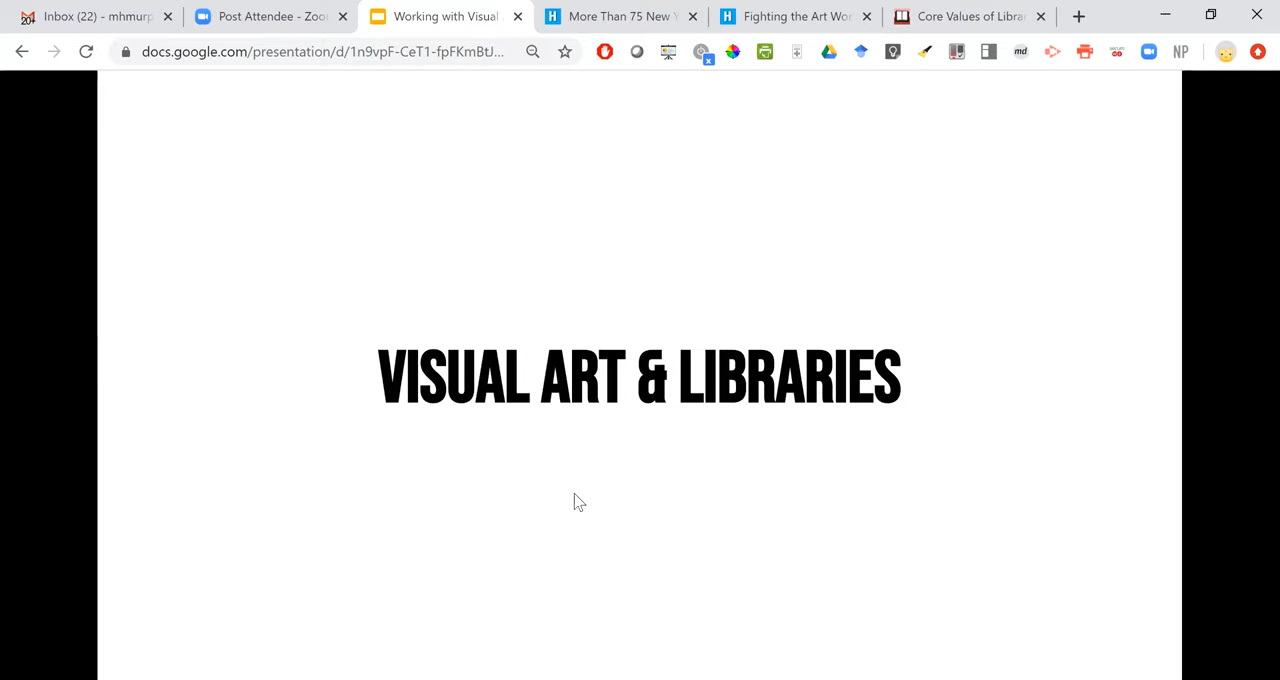 Inbox (22) - mhmurp
Post Attendee - Zoo
Working with Visual
More Than 75 New Y
Fighting the Art Wor
Core Values of Librar
docs.google.com/presentation/d/1n9vpF-CeT1-fpFKmBtJ...
md
NP
VISUAL ART & LIBRARIES